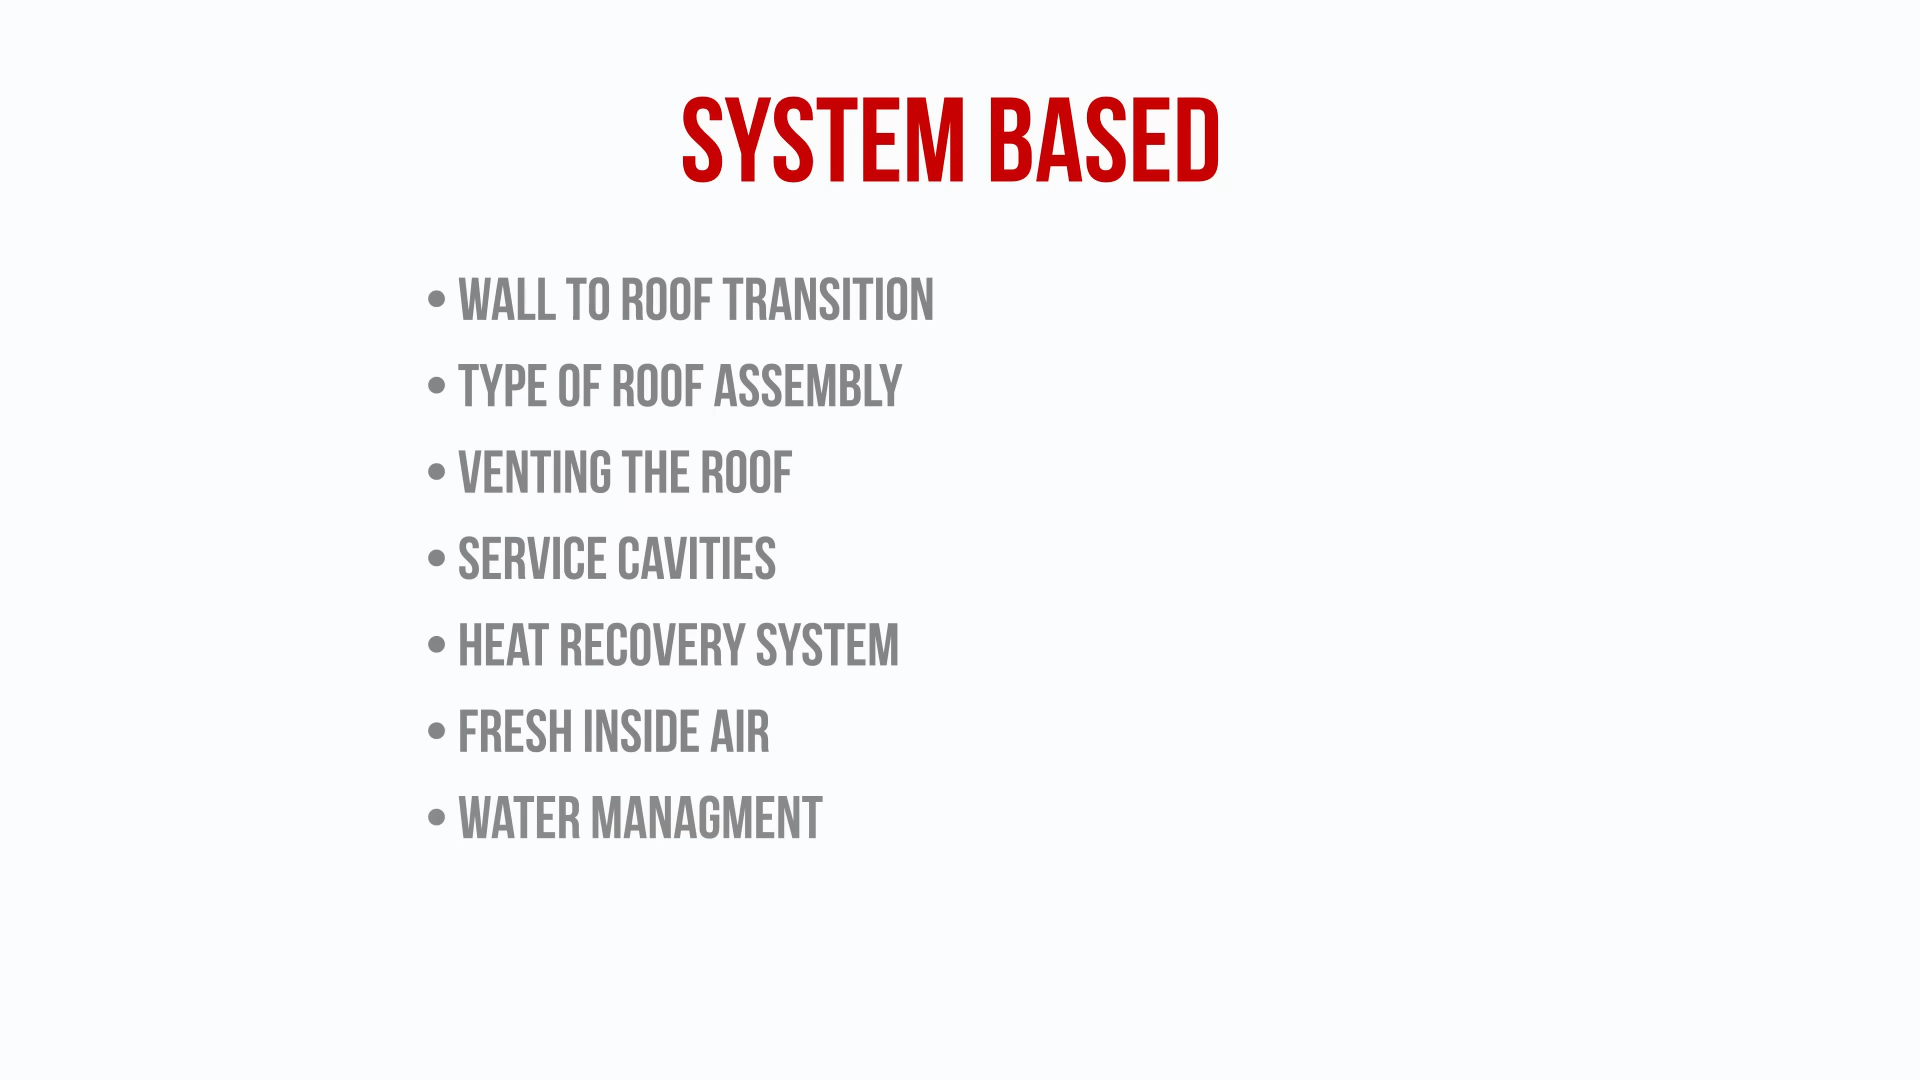 SYSTEM BASED
• WALL TO ROOF TRANSITION
• TYPE OF ROOF ASSEMBLY
• VENTING THE ROOF
• SERVICE CAVITIES
• HEAT RECOVERY SYSTEM
• FRESH INSIDE AIR
• WATER MANAGMENT